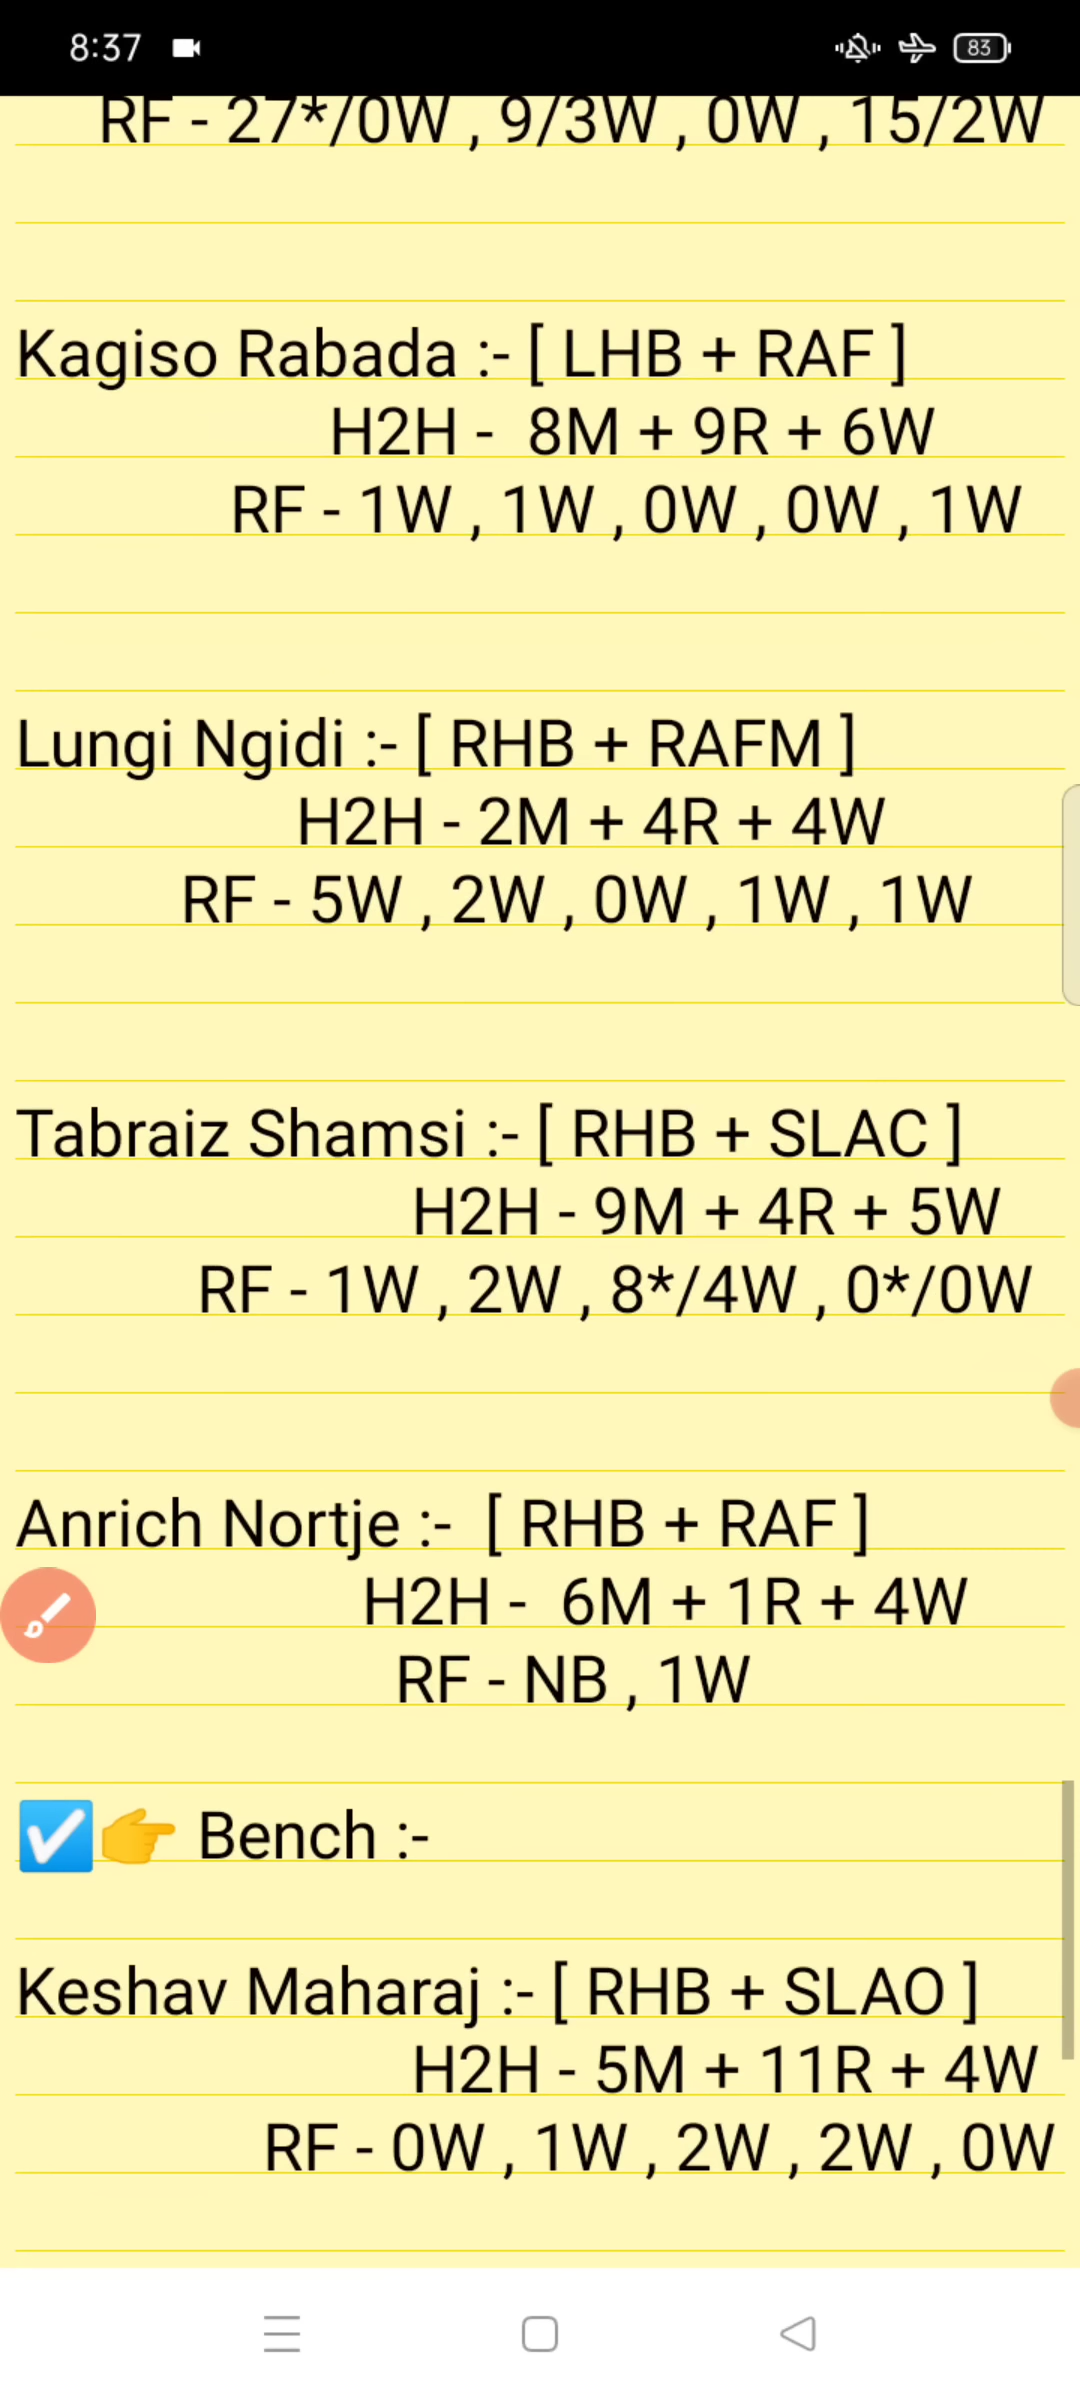 8:37
83
RF - 27*/0W , 9/3W , 0W , 15/2W
Kagiso Rabada :- [ LHB + RAF ]
H2H - 8M + 9R + 6W
RF - 1W , 1W , 0W , 0W , 1W
Lungi Ngidi :- [ RHB + RAFM ]
H2H - 2M + 4R + 4W
RF - 5W , 2W , 0W , 1W , 1W
Tabraiz Shamsi :- [ RHB + SLAC ]
H2H - 9M + 4R + 5W
RF - 1W , 2W , 8*/4W , 0*/0W
Anrich Nortje :- [ RHB + RAF ]
H2H - 6M + 1R + 4W
RF - NB , 1W
☑️👉 Bench :-
Keshav Maharaj :- [ RHB + SLAO ]
H2H - 5M + 11R + 4W
RF - 0W , 1W , 2W , 2W , 0W